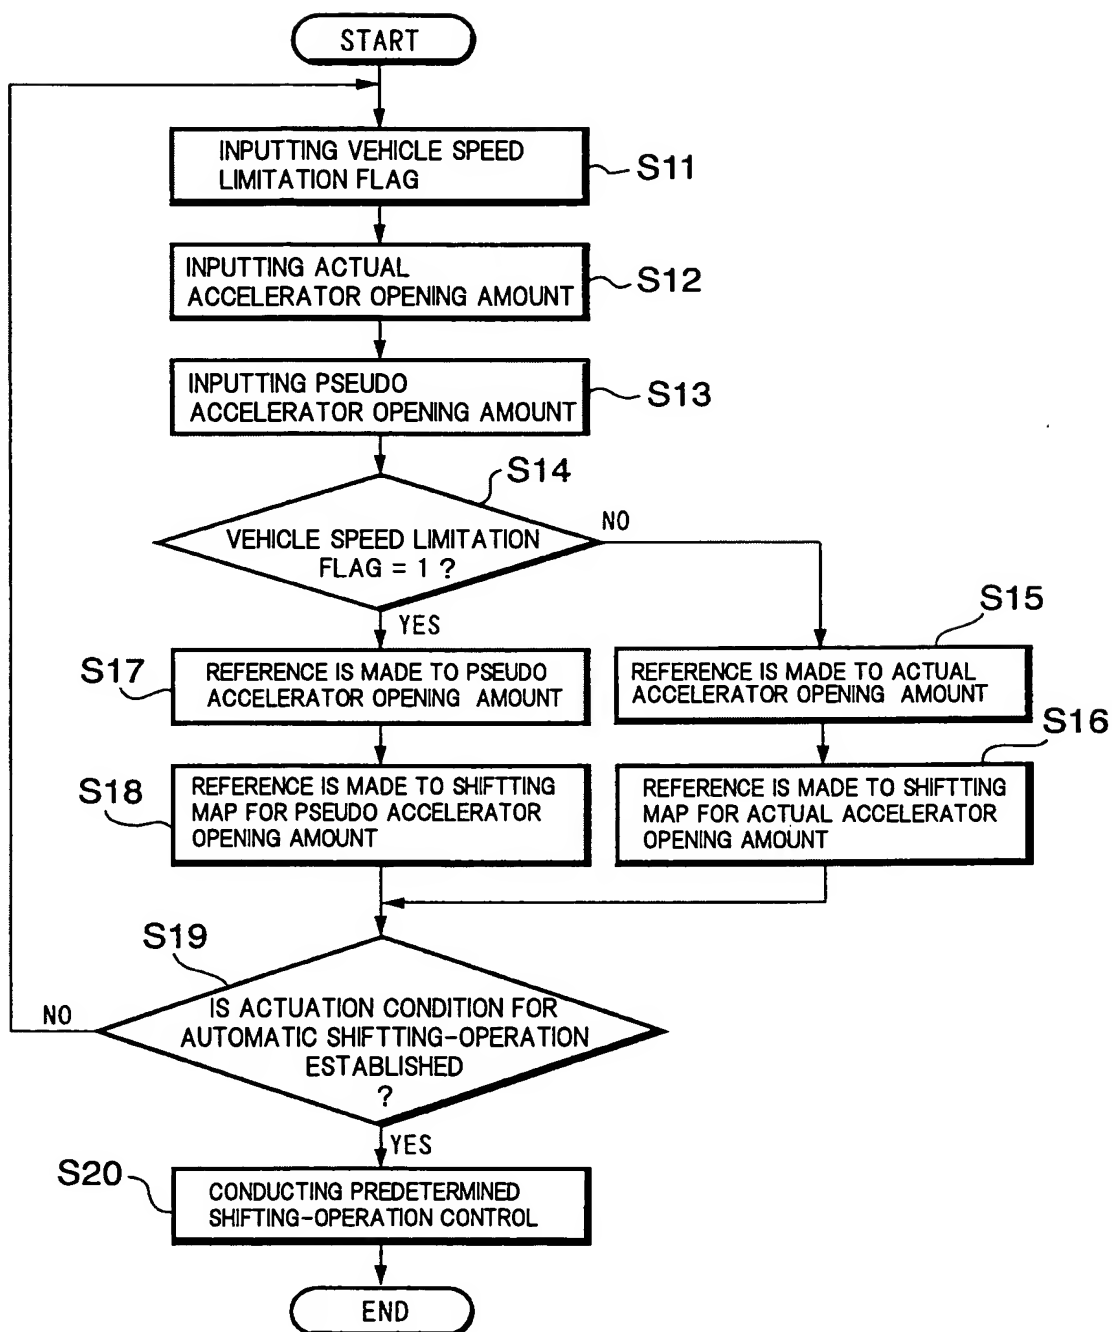 START
INPUTTING VEHICLE SPEED
LIMITATION FLAG
S11
INPUTTING ACTUAL
ACCELERATOR OPENING AMOUNT
S12
INPUTTING PSEUDO
ACCELERATOR OPENING AMOUNT
S13
S14
VEHICLE SPEED LIMITATION
FLAG = 1 ?
NO
YES
S15
S17
REFERENCE IS MADE TO PSEUDO
ACCELERATOR OPENING AMOUNT
REFERENCE IS MADE TO ACTUAL
ACCELERATOR OPENING AMOUNT
S16
S18
REFERENCE IS MADE TO SHIFTTING
MAP FOR PSEUDO ACCELERATOR
OPENING AMOUNT
REFERENCE IS MADE TO SHIFTTING
MAP FOR ACTUAL ACCELERATOR
OPENING AMOUNT
S19
NO
IS ACTUATION CONDITION FOR
AUTOMATIC SHIFTTING-OPERATION
ESTABLISHED
?
YES
S20
CONDUCTING PREDETERMINED
SHIFTING-OPERATION CONTROL
END